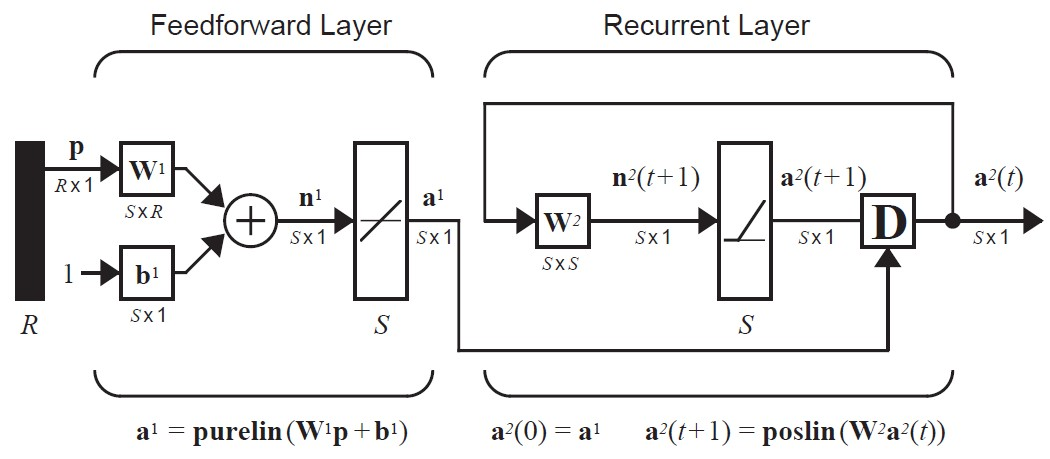 Feedforward Layer
Recurrent Layer
p
R x 1
W¹
S x R
1
b¹
S x 1
R
n¹
S x 1
S
a¹
S x 1
W²
S x S
n²(t + 1)
S x 1
S
a²(t + 1)
S x 1
D
a²(t)
S x 1
a¹ = purelin (W¹p + b¹)
a²(0) = a¹
a²(t + 1) = poslin (W²a²(t))